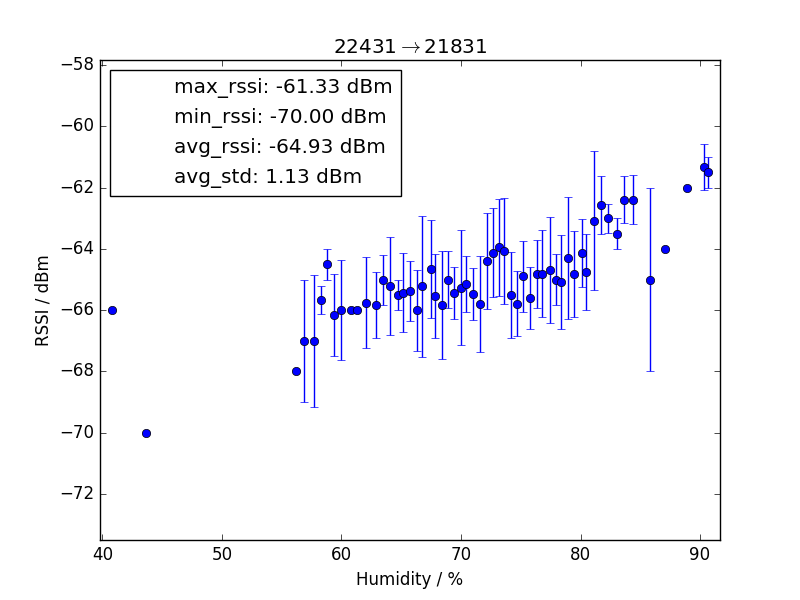 22431→21831
max_rssi: -61.33 dBm
min_rssi: -70.00 dBm
avg_rssi: -64.93 dBm
avg_std: 1.13 dBm
RSSI / dBm
−58
−60
−62
−64
−66
−68
−70
−72
40 50 60 70 80 90
Humidity / %